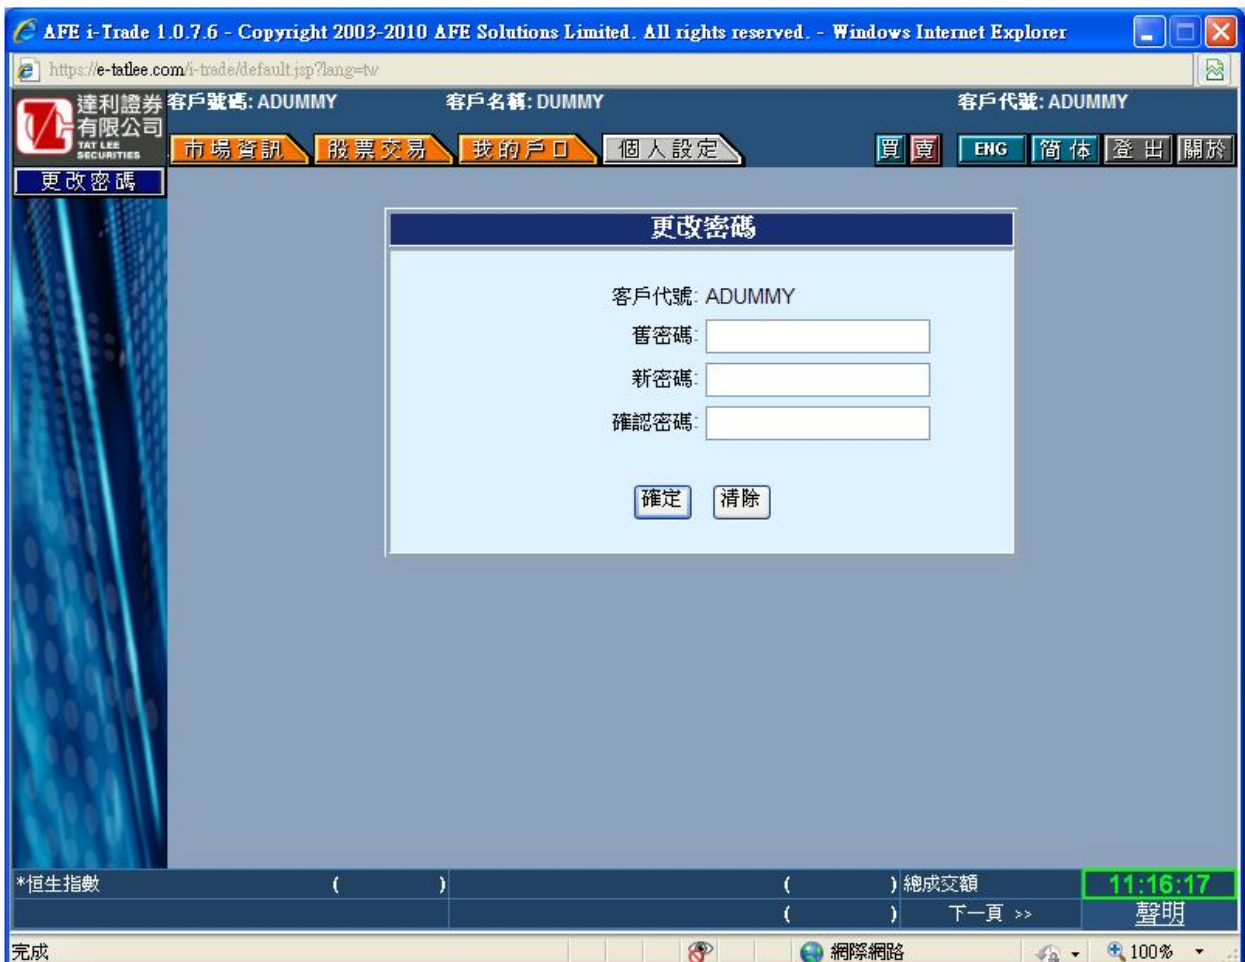 AFE i-Trade 1.0.7.6 - Copyright 2003-2010 AFE Solutions Limited. All rights reserved. - Windows Internet Explorer
https://e-tatlee.com/i-trade/default.jsp?lang=tw
達利證券有限公司 TAT LEE SECURITIES
客戶號碼: ADUMMY 客戶名稱: DUMMY 客戶代號: ADUMMY
市場資訊 股票交易 我的戶口 個人設定 買 賣 ENG 简体 登出 關於
更改密碼
更改密碼
客戶代號: ADUMMY
舊密碼:
新密碼:
確認密碼:
確定 清除
*恒生指數 ( ) ( ) 總成交額 11:16:17
( ) 下一頁 >> 聲明
完成 網際網路 100%